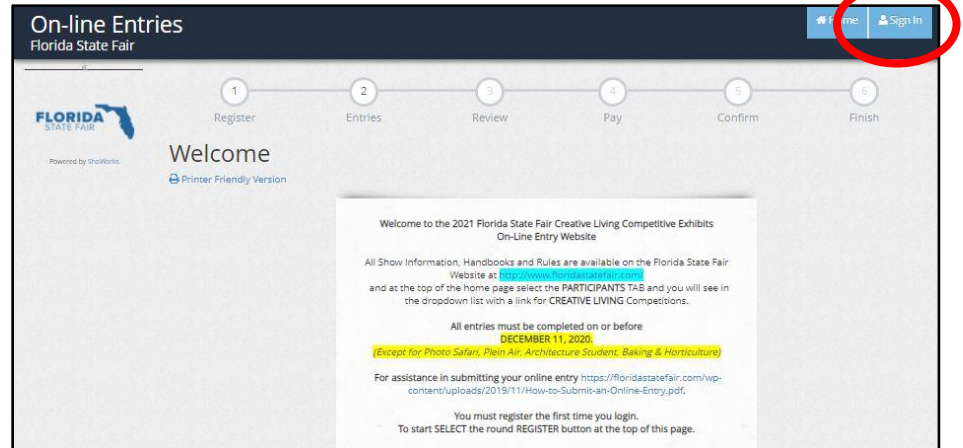 On-line Entries
Florida State Fair
Home
Sign In
1
2
3
4
5
6
Register
Entries
Review
Pay
Confirm
Finish
FLORIDA
STATE FAIR
Powered by ShoWorks
Welcome
Printer Friendly Version
Welcome to the 2021 Florida State Fair Creative Living Competitive Exhibits
On-Line Entry Website
All Show Information, Handbooks and Rules are available on the Florida State Fair
Website at http://www.floridastatefair.com/
and at the top of the home page select the PARTICIPANTS TAB and you will see in
the dropdown list with a link for CREATIVE LIVING Competitions.
All entries must be completed on or before
DECEMBER 11, 2020.
(Except for Photo Safari, Plein Air, Architecture Student, Baking & Horticulture)
For assistance in submitting your online entry https://floridastatefair.com/wp-
content/uploads/2019/11/How-to-Submit-an-Online-Entry.pdf.
You must register the first time you login.
To start SELECT the round REGISTER button at the top of this page.